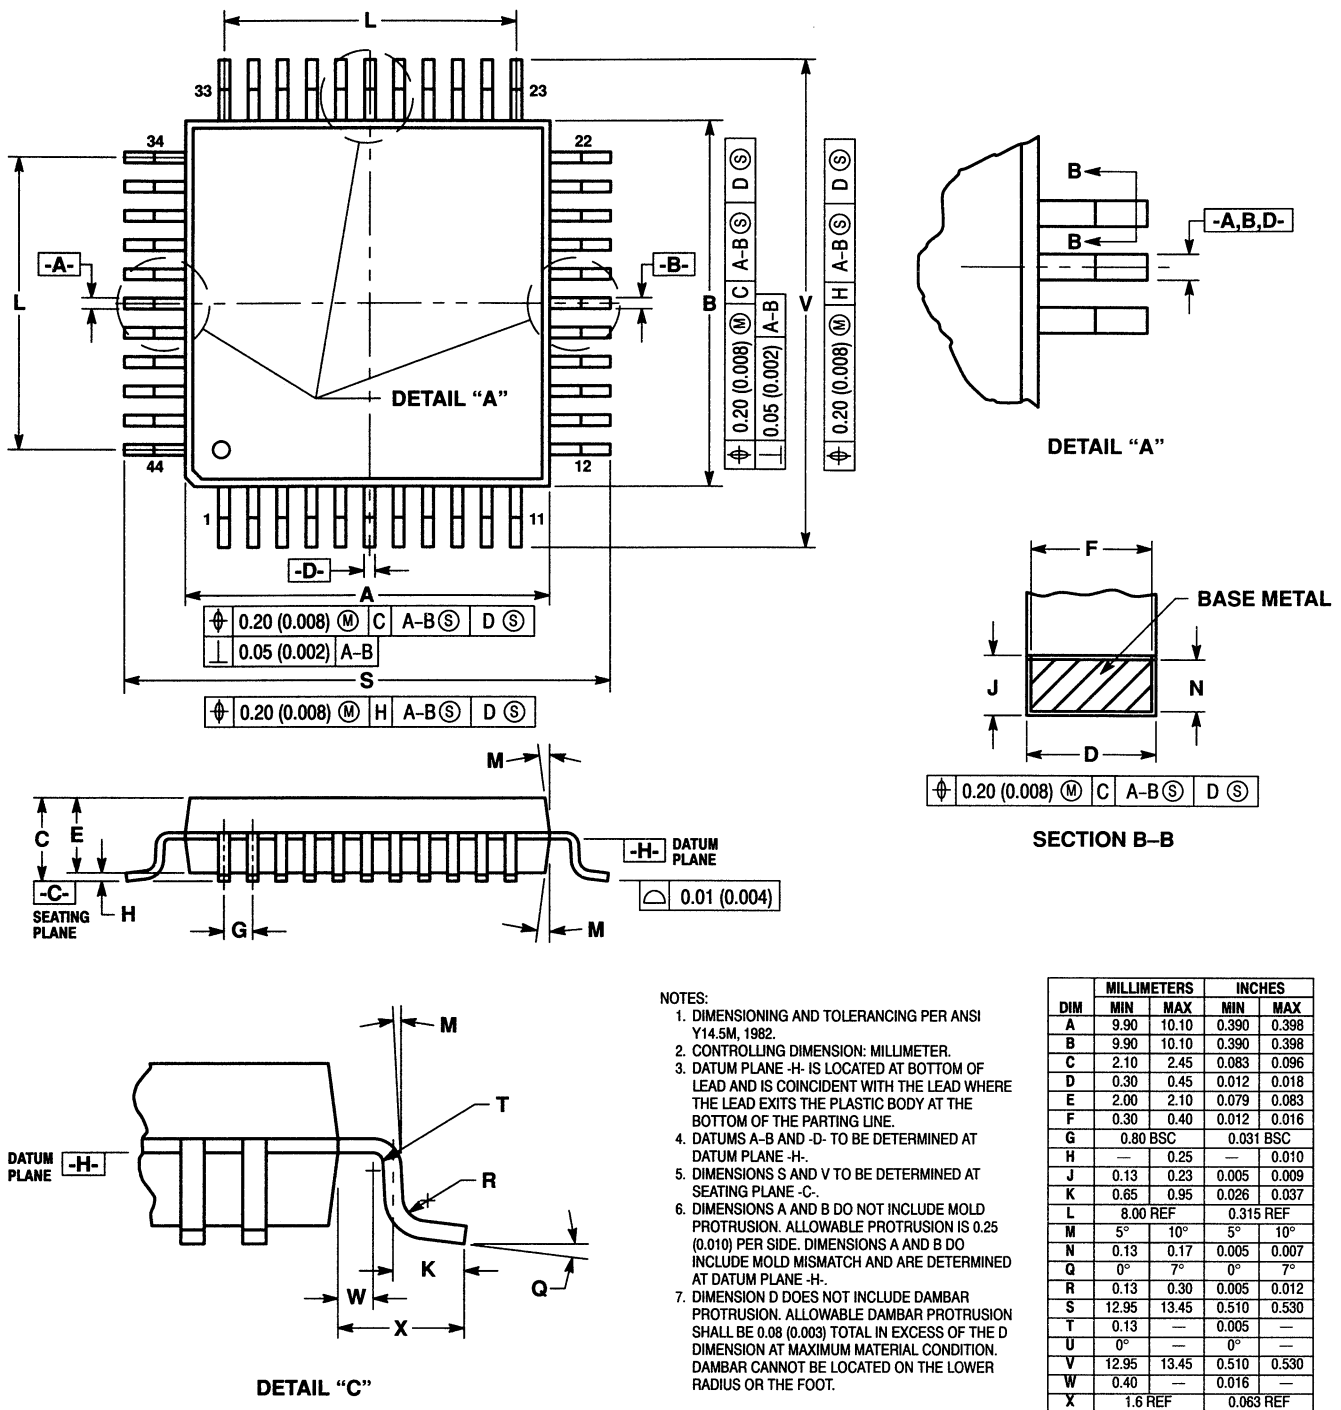 L
33
23
34
22
-A-
-B-
L
B
V
⌖ 0.20 (0.008) Ⓜ C A–B Ⓢ D Ⓢ
⊥ 0.05 (0.002) A–B
⌖ 0.20 (0.008) Ⓜ H A–B Ⓢ D Ⓢ
DETAIL “A”
44
12
1
11
-D-
A
⌖ 0.20 (0.008) Ⓜ C A–B Ⓢ D Ⓢ
⊥ 0.05 (0.002) A–B
S
⌖ 0.20 (0.008) Ⓜ H A–B Ⓢ D Ⓢ
B
B
-A,B,D-
DETAIL “A”
F
BASE METAL
J
N
D
⌖ 0.20 (0.008) Ⓜ C A–B Ⓢ D Ⓢ
SECTION B–B
M
C
E
-H- DATUM
PLANE
-C-
SEATING
PLANE
H
G
M
⌓ 0.01 (0.004)
M
T
R
DATUM
PLANE
-H-
K
Q
W
X
DETAIL “C”
NOTES:
1. DIMENSIONING AND TOLERANCING PER ANSI
Y14.5M, 1982.
2. CONTROLLING DIMENSION: MILLIMETER.
3. DATUM PLANE -H- IS LOCATED AT BOTTOM OF
LEAD AND IS COINCIDENT WITH THE LEAD WHERE
THE LEAD EXITS THE PLASTIC BODY AT THE
BOTTOM OF THE PARTING LINE.
4. DATUMS A–B AND -D- TO BE DETERMINED AT
DATUM PLANE -H-.
5. DIMENSIONS S AND V TO BE DETERMINED AT
SEATING PLANE -C-.
6. DIMENSIONS A AND B DO NOT INCLUDE MOLD
PROTRUSION. ALLOWABLE PROTRUSION IS 0.25
(0.010) PER SIDE. DIMENSIONS A AND B DO
INCLUDE MOLD MISMATCH AND ARE DETERMINED
AT DATUM PLANE -H-.
7. DIMENSION D DOES NOT INCLUDE DAMBAR
PROTRUSION. ALLOWABLE DAMBAR PROTRUSION
SHALL BE 0.08 (0.003) TOTAL IN EXCESS OF THE D
DIMENSION AT MAXIMUM MATERIAL CONDITION.
DAMBAR CANNOT BE LOCATED ON THE LOWER
RADIUS OR THE FOOT.
MILLIMETERS INCHES
DIM MIN MAX MIN MAX
A 9.90 10.10 0.390 0.398
B 9.90 10.10 0.390 0.398
C 2.10 2.45 0.083 0.096
D 0.30 0.45 0.012 0.018
E 2.00 2.10 0.079 0.083
F 0.30 0.40 0.012 0.016
G 0.80 BSC 0.031 BSC
H — 0.25 — 0.010
J 0.13 0.23 0.005 0.009
K 0.65 0.95 0.026 0.037
L 8.00 REF 0.315 REF
M 5° 10° 5° 10°
N 0.13 0.17 0.005 0.007
Q 0° 7° 0° 7°
R 0.13 0.30 0.005 0.012
S 12.95 13.45 0.510 0.530
T 0.13 — 0.005 —
U 0° — 0° —
V 12.95 13.45 0.510 0.530
W 0.40 — 0.016 —
X 1.6 REF 0.063 REF